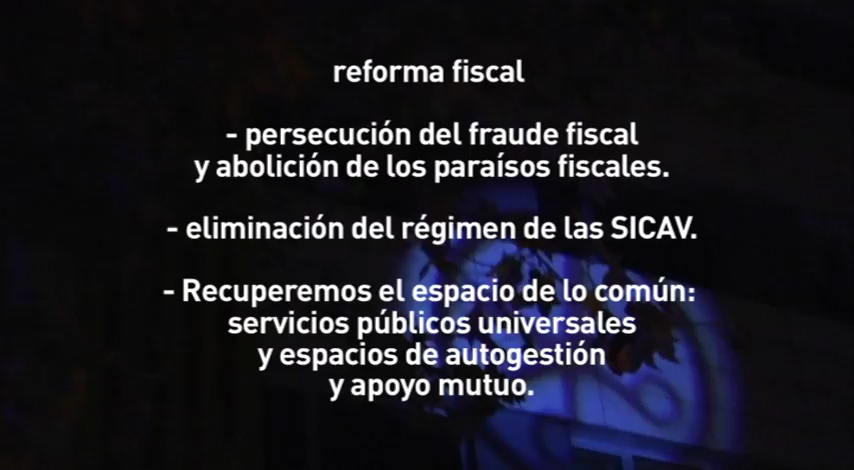 reforma fiscal
- persecución del fraude fiscal
y abolición de los paraísos fiscales.
- eliminación del régimen de las SICAV.
- Recuperemos el espacio de lo común:
servicios públicos universales
y espacios de autogestión
y apoyo mutuo.